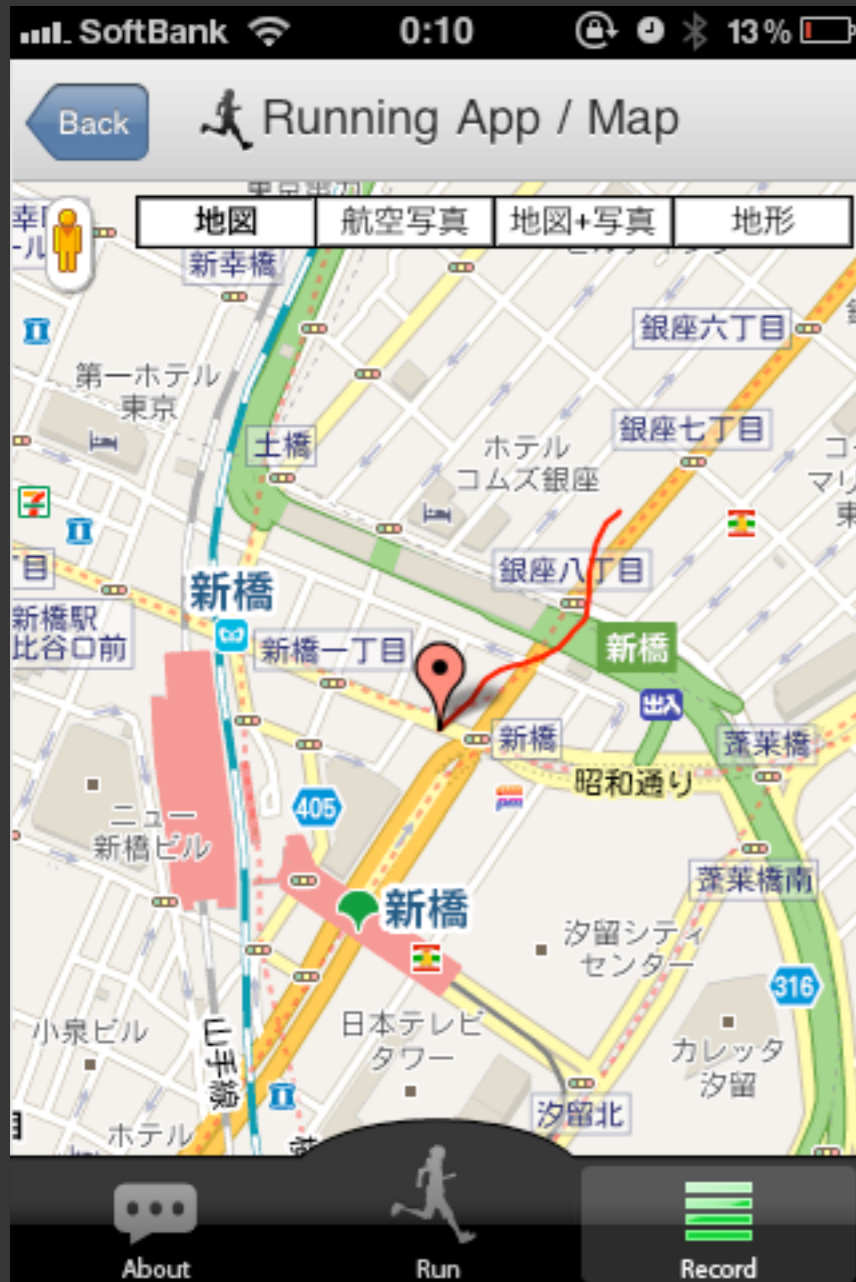 SoftBank 0:10 13%
Back Running App / Map
地図 航空写真 地図+写真 地形
新幸橋
銀座六丁目
第一ホテル
東京
銀座七丁目
土橋
ホテル
コムズ銀座
銀座八丁目
新橋
新橋駅
比谷口前
新橋一丁目
新橋
出入
新橋
蓬莱橋
昭和通り
pm
405
ニュー
新橋ビル
蓬莱橋南
新橋
汐留シティ
センター
316
小泉ビル
山手線
日本テレビ
タワー
カレッタ
汐留
汐留北
ホテル
About Run Record